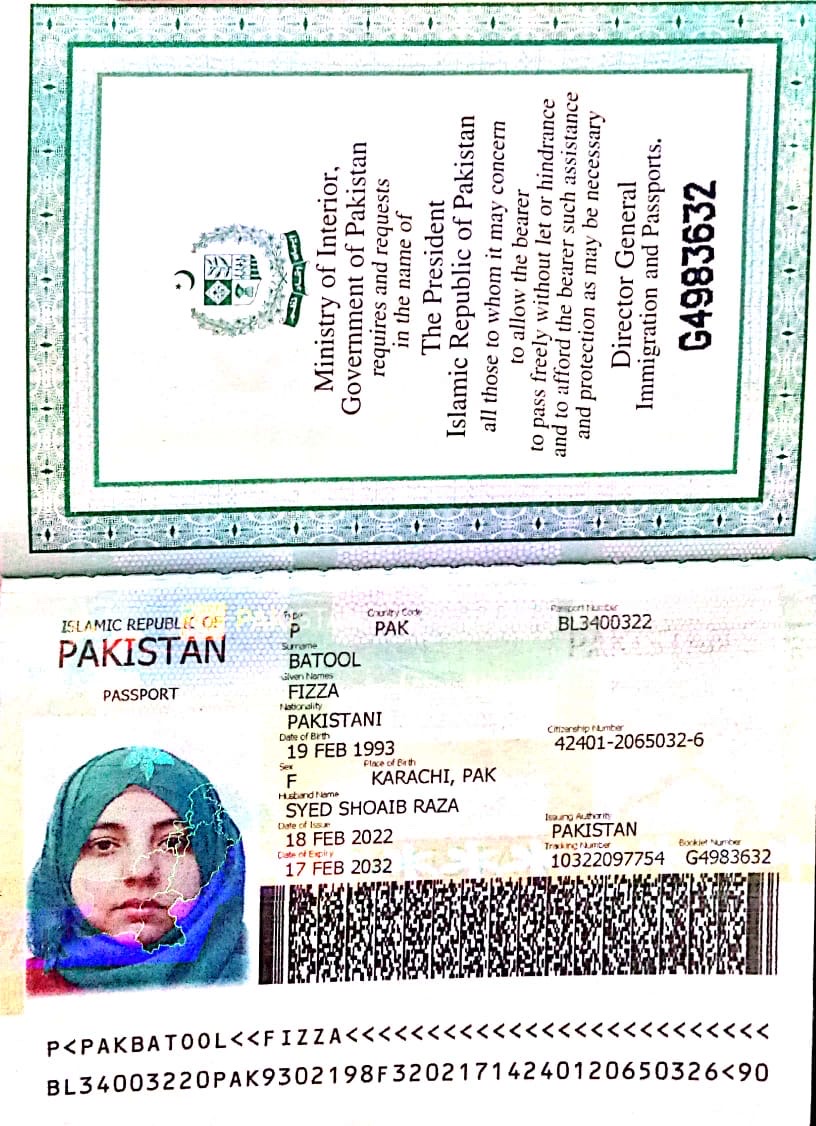 Ministry of Interior,
Government of Pakistan
requires and requests
in the name of
The President
Islamic Republic of Pakistan
all those to whom it may concern
to allow the bearer
to pass freely without let or hindrance
and to afford the bearer such assistance
and protection as may be necessary
Director General
Immigration and Passports.
G4983632
ISLAMIC REPUBLIC OF
PAKISTAN
PASSPORT
Type Country Code Passport Number
P PAK BL3400322
Surname
BATOOL
Given Names
FIZZA
Nationality
PAKISTANI
Date of Birth Citizenship Number
19 FEB 1993 42401-2065032-6
Sex Place of Birth
F KARACHI, PAK
Husband Name
SYED SHOAIB RAZA
Date of Issue Issuing Authority
18 FEB 2022 PAKISTAN
Date of Expiry Tracking Number Booklet Number
17 FEB 2032 10322097754 G4983632
P<PAKBATOOL<<FIZZA<<<<<<<<<<<<<<<<<<<<<<<<<<
BL34003220PAK9302198F320217142401206503​26<90